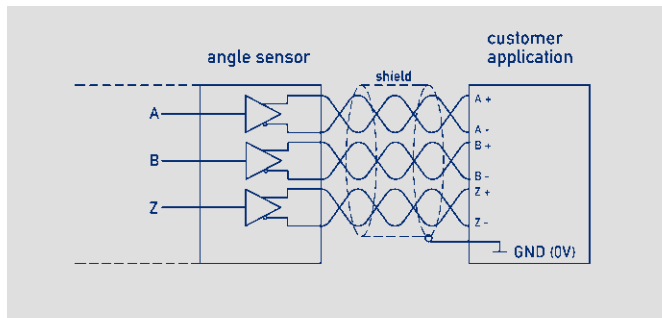 angle sensor
customer
application
shield
A
A +
A -
B
B +
B -
Z
Z +
Z -
GND (0V)